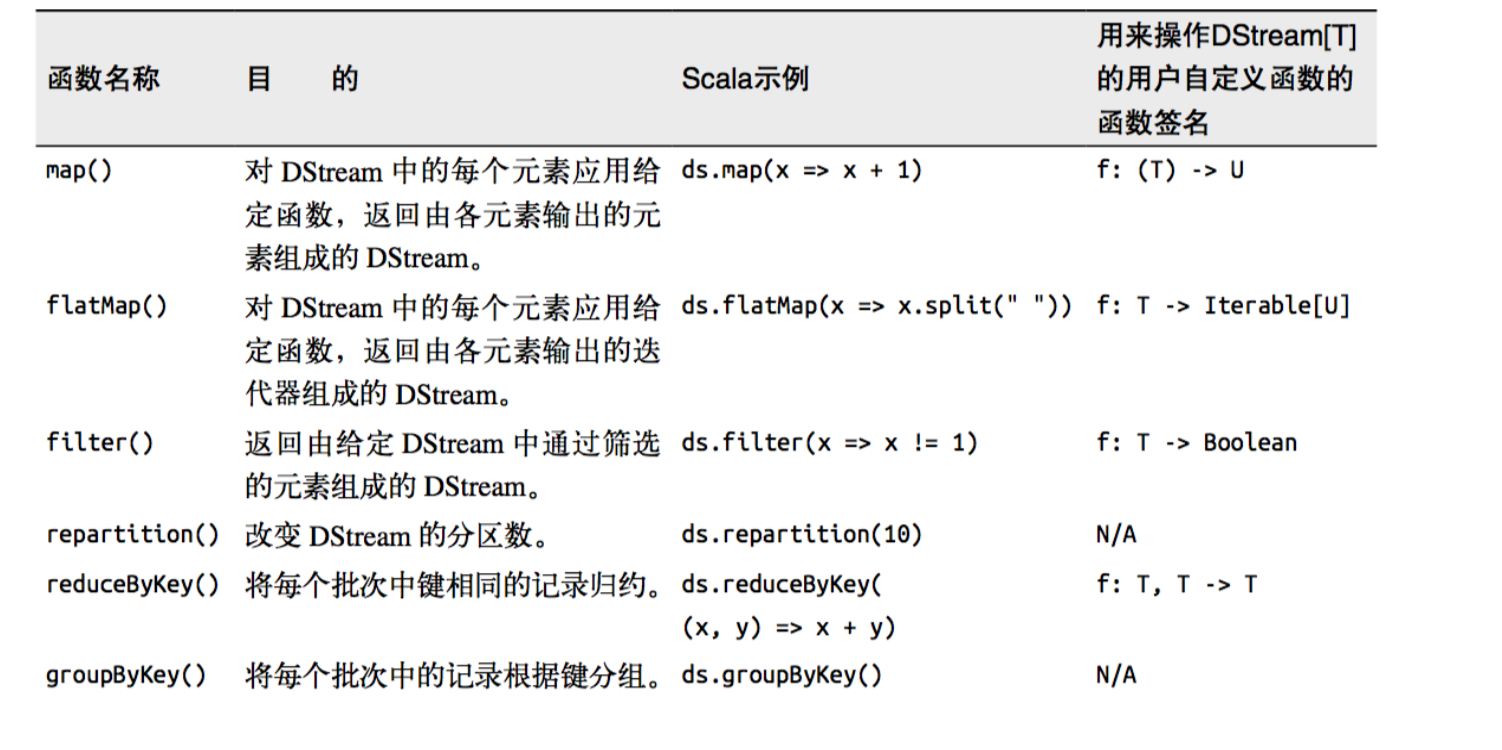 函数名称
目 的
Scala示例
用来操作DStream[T]
的用户自定义函数的
函数签名
map()
对 DStream 中的每个元素应用给
定函数，返回由各元素输出的元
素组成的 DStream。
ds.map(x => x + 1)
f: (T) -> U
flatMap()
对 DStream 中的每个元素应用给
定函数，返回由各元素输出的迭
代器组成的 DStream。
ds.flatMap(x => x.split(" "))
f: T -> Iterable[U]
filter()
返回由给定 DStream 中通过筛选
的元素组成的 DStream。
ds.filter(x => x != 1)
f: T -> Boolean
repartition()
改变 DStream 的分区数。
ds.repartition(10)
N/A
reduceByKey()
将每个批次中键相同的记录归约。
ds.reduceByKey(
(x, y) => x + y)
f: T, T -> T
groupByKey()
将每个批次中的记录根据键分组。
ds.groupByKey()
N/A